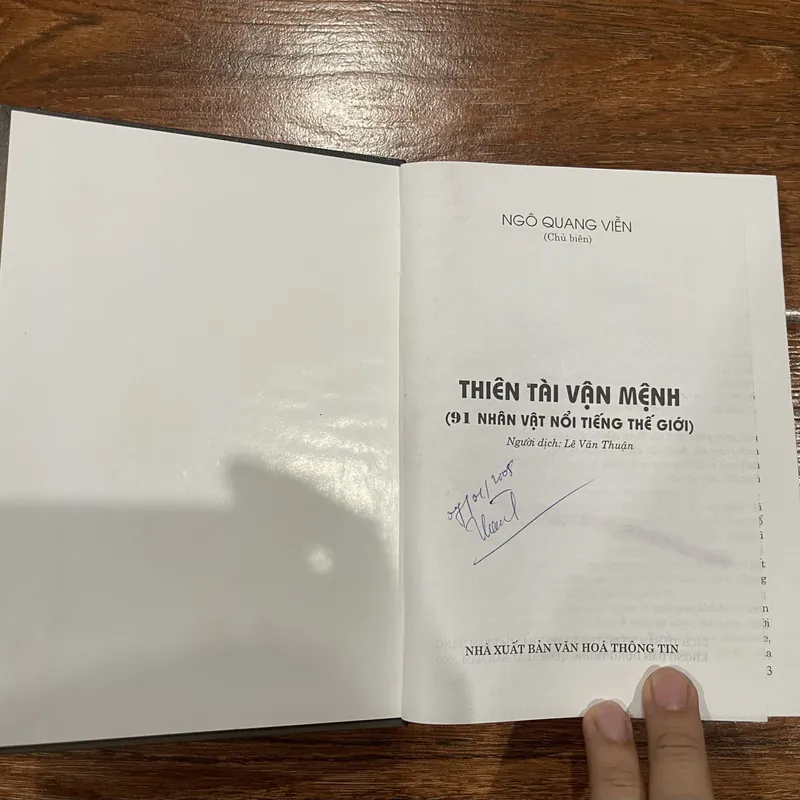 NGÔ QUANG VIỄN
(Chủ biên)
THIÊN TÀI VẬN MỆNH
(91 NHÂN VẬT NỔI TIẾNG THẾ GIỚI)
Người dịch: Lê Văn Thuận
NHÀ XUẤT BẢN VĂN HOÁ THÔNG TIN
3